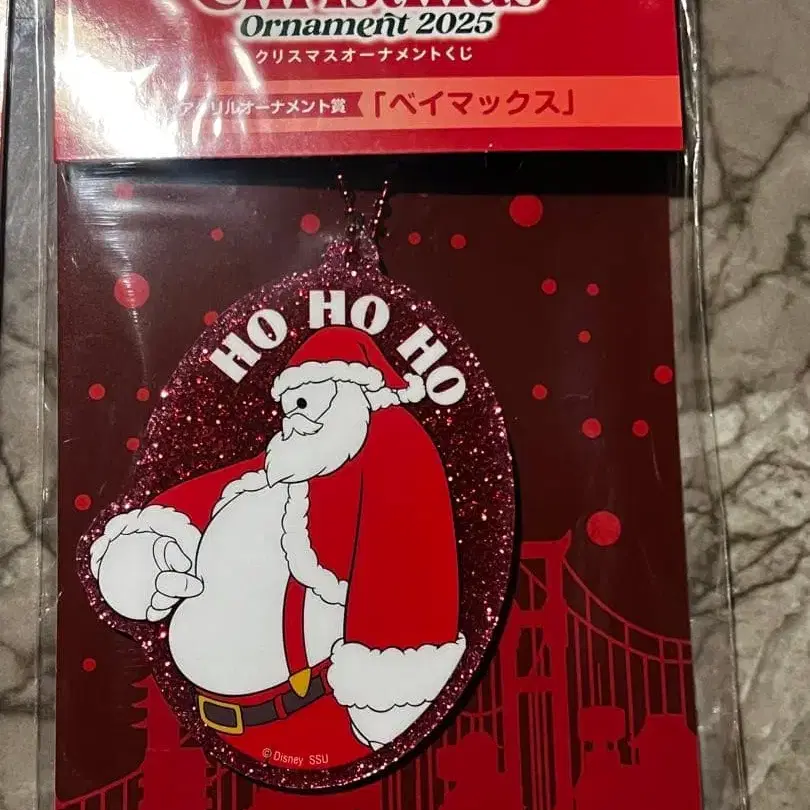 Christmas
Ornament 2025
クリスマスオーナメントくじ
アクリルオーナメント賞「ベイマックス」
HO HO HO
© Disney SSU